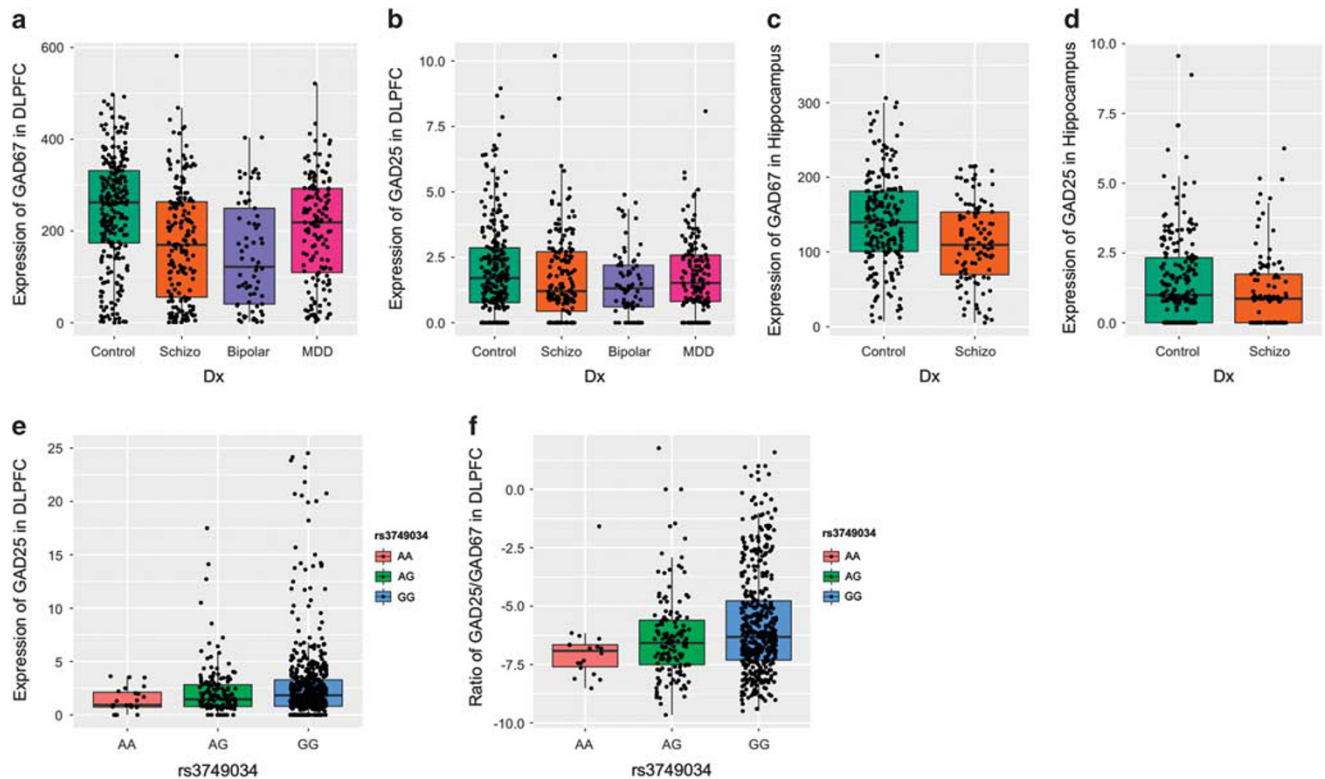 a
Expression of GAD67 in DLPFC
600
400
200
0
Control Schizo Bipolar MDD
Dx
b
Expression of GAD25 in DLPFC
10.0
7.5
5.0
2.5
0.0
Control Schizo Bipolar MDD
Dx
c
Expression of GAD67 in Hippocampus
300
200
100
0
Control Schizo
Dx
d
Expression of GAD25 in Hippocampus
10.0
7.5
5.0
2.5
0.0
Control Schizo
Dx
e
Expression of GAD25 in DLPFC
25
20
15
10
5
0
AA AG GG
rs3749034
rs3749034
AA
AG
GG
f
Ratio of GAD25/GAD67 in DLPFC
0.0
-2.5
-5.0
-7.5
-10.0
AA AG GG
rs3749034
rs3749034
AA
AG
GG